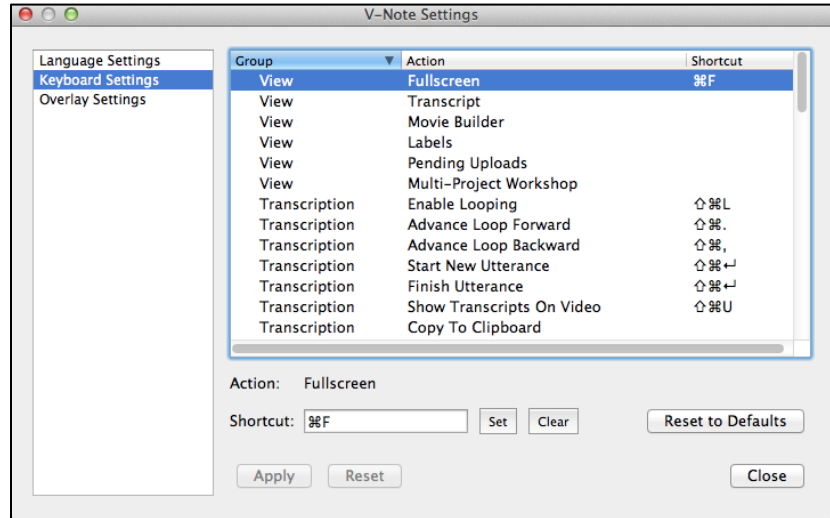 V-Note Settings
Language Settings
Keyboard Settings
Overlay Settings
Group Action Shortcut
View Fullscreen ⌘F
View Transcript
View Movie Builder
View Labels
View Pending Uploads
View Multi-Project Workshop
Transcription Enable Looping ⇧⌘L
Transcription Advance Loop Forward ⇧⌘.
Transcription Advance Loop Backward ⇧⌘,
Transcription Start New Utterance ⇧⌘↩
Transcription Finish Utterance ⇧⌘↩
Transcription Show Transcripts On Video ⇧⌘U
Transcription Copy To Clipboard
Action: Fullscreen
Shortcut: ⌘F Set Clear Reset to Defaults
Apply Reset Close